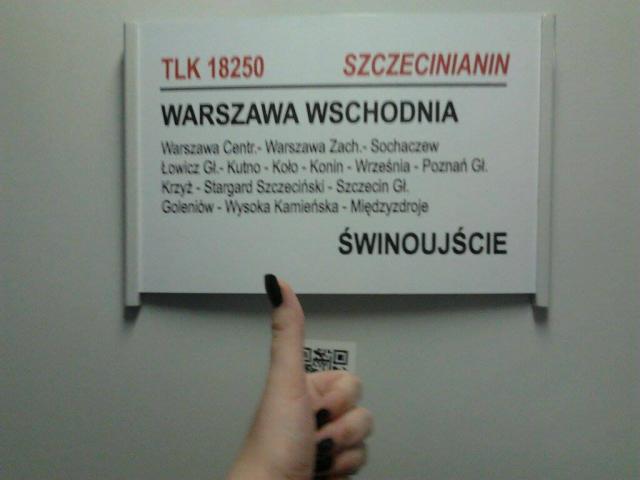 TLK 18250 SZCZECINIANIN
WARSZAWA WSCHODNIA
Warszawa Centr.- Warszawa Zach.- Sochaczew
Łowicz Gł.- Kutno - Koło - Konin - Września - Poznań Gł.
Krzyż - Stargard Szczeciński - Szczecin Gł.
Goleniów - Wysoka Kamieńska - Międzyzdroje
ŚWINOUJŚCIE